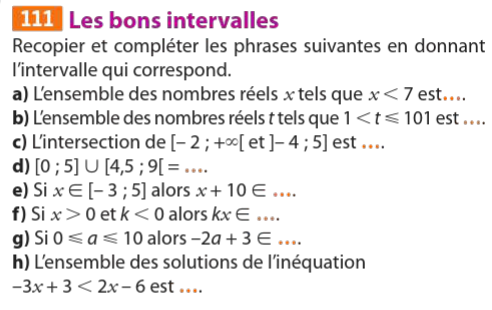 111 Les bons intervalles
Recopier et compléter les phrases suivantes en donnant
l'intervalle qui correspond.
a) L'ensemble des nombres réels x tels que x < 7 est....
b) L'ensemble des nombres réels t tels que 1 < t ⩽ 101 est ....
c) L'intersection de [– 2 ; +∞[ et ]– 4 ; 5] est ....
d) [0 ; 5] ∪ [4,5 ; 9[ = ....
e) Si x ∈ [– 3 ; 5] alors x + 10 ∈ ....
f) Si x > 0 et k < 0 alors kx ∈ ....
g) Si 0 ⩽ a ⩽ 10 alors –2a + 3 ∈ ....
h) L'ensemble des solutions de l'inéquation
–3x + 3 < 2x – 6 est ....